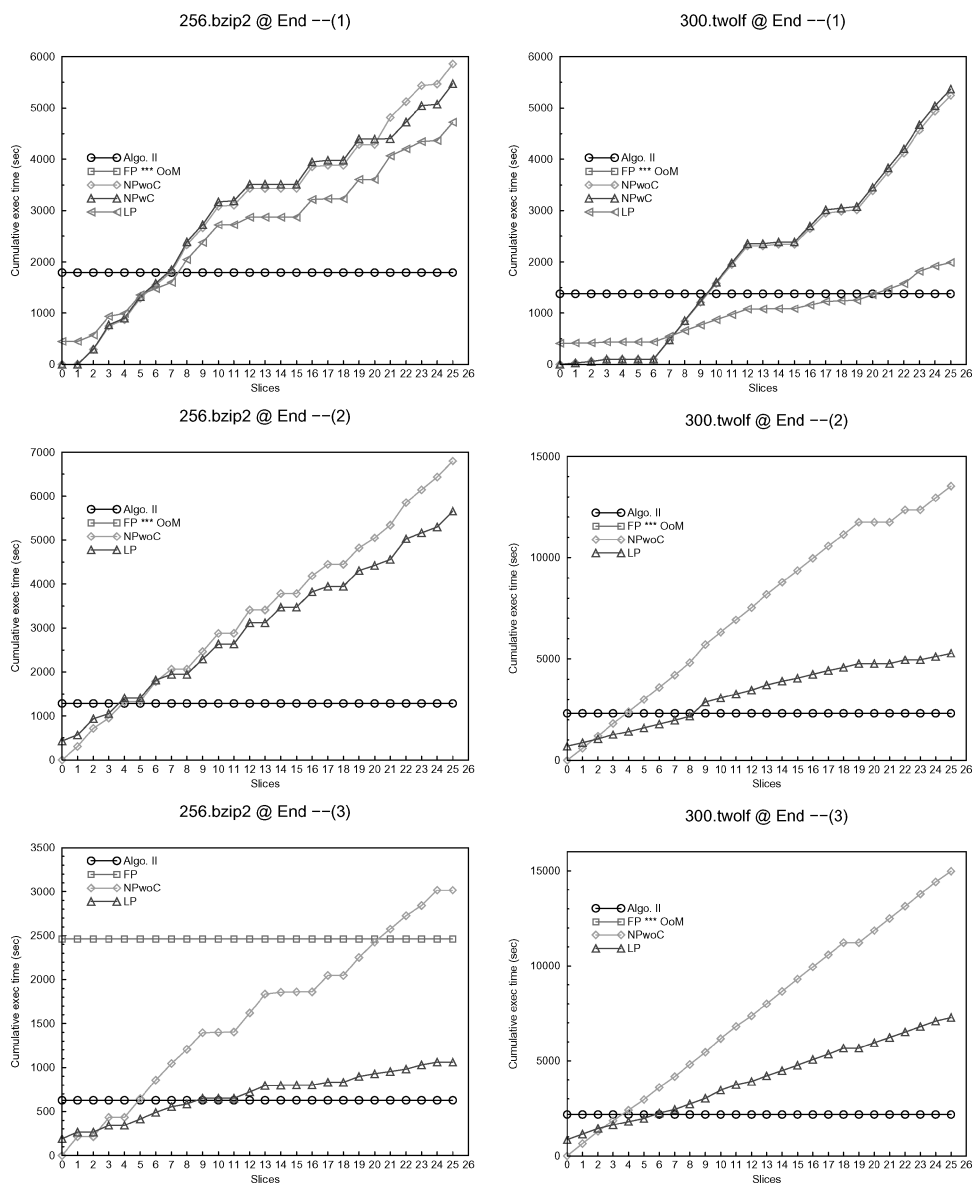 256.bzip2 @ End −−(1)
6000
5000
4000
3000
2000
1000
0
Cumulative exec time (sec)
Algo. II
FP *** OoM
NPwoC
NPwC
LP
0 1 2 3 4 5 6 7 8 9 10 11 12 13 14 15 16 17 18 19 20 21 22 23 24 25 26
Slices
300.twolf @ End −−(1)
6000
5000
4000
3000
2000
1000
0
Cumulative exec time (sec)
Algo. II
FP *** OoM
NPwoC
NPwC
LP
0 1 2 3 4 5 6 7 8 9 10 11 12 13 14 15 16 17 18 19 20 21 22 23 24 25 26
Slices
256.bzip2 @ End −−(2)
7000
6000
5000
4000
3000
2000
1000
0
Cumulative exec time (sec)
Algo. II
FP *** OoM
NPwoC
LP
0 1 2 3 4 5 6 7 8 9 10 11 12 13 14 15 16 17 18 19 20 21 22 23 24 25 26
Slices
300.twolf @ End −−(2)
15000
10000
5000
0
Cumulative exec time (sec)
Algo. II
FP *** OoM
NPwoC
LP
0 1 2 3 4 5 6 7 8 9 10 11 12 13 14 15 16 17 18 19 20 21 22 23 24 25 26
Slices
256.bzip2 @ End −−(3)
3500
3000
2500
2000
1500
1000
500
0
Cumulative exec time (sec)
Algo. II
FP
NPwoC
LP
0 1 2 3 4 5 6 7 8 9 10 11 12 13 14 15 16 17 18 19 20 21 22 23 24 25 26
Slices
300.twolf @ End −−(3)
15000
10000
5000
0
Cumulative exec time (sec)
Algo. II
FP *** OoM
NPwoC
LP
0 1 2 3 4 5 6 7 8 9 10 11 12 13 14 15 16 17 18 19 20 21 22 23 24 25 26
Slices